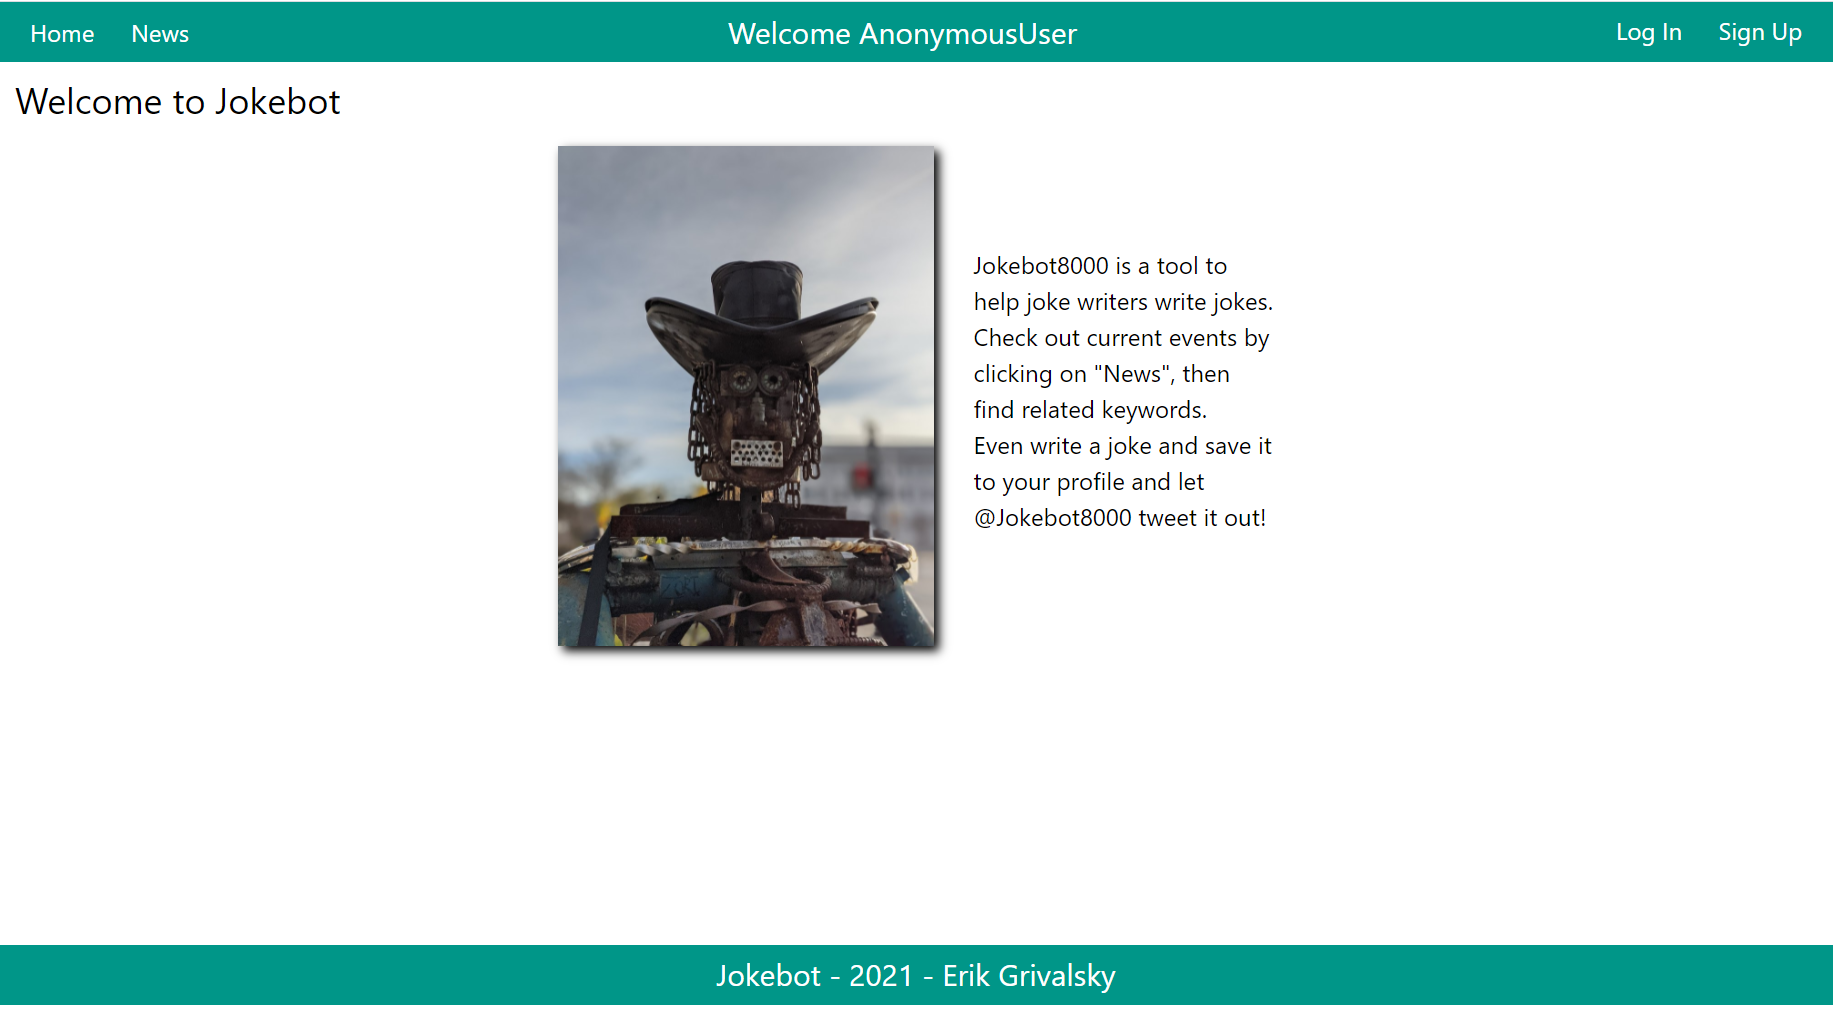 Home News Welcome AnonymousUser Log In Sign Up
Welcome to Jokebot
Jokebot8000 is a tool to
help joke writers write jokes.
Check out current events by
clicking on "News", then
find related keywords.
Even write a joke and save it
to your profile and let
@Jokebot8000 tweet it out!
Jokebot - 2021 - Erik Grivalsky